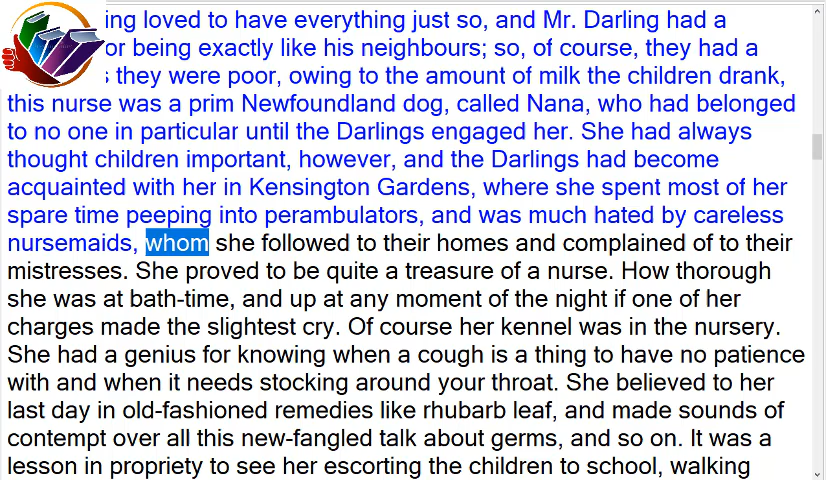 ing loved to have everything just so, and Mr. Darling had a
or being exactly like his neighbours; so, of course, they had a
s they were poor, owing to the amount of milk the children drank,
this nurse was a prim Newfoundland dog, called Nana, who had belonged
to no one in particular until the Darlings engaged her. She had always
thought children important, however, and the Darlings had become
acquainted with her in Kensington Gardens, where she spent most of her
spare time peeping into perambulators, and was much hated by careless
nursemaids, whom she followed to their homes and complained of to their
mistresses. She proved to be quite a treasure of a nurse. How thorough
she was at bath-time, and up at any moment of the night if one of her
charges made the slightest cry. Of course her kennel was in the nursery.
She had a genius for knowing when a cough is a thing to have no patience
with and when it needs stocking around your throat. She believed to her
last day in old-fashioned remedies like rhubarb leaf, and made sounds of
contempt over all this new-fangled talk about germs, and so on. It was a
lesson in propriety to see her escorting the children to school, walking